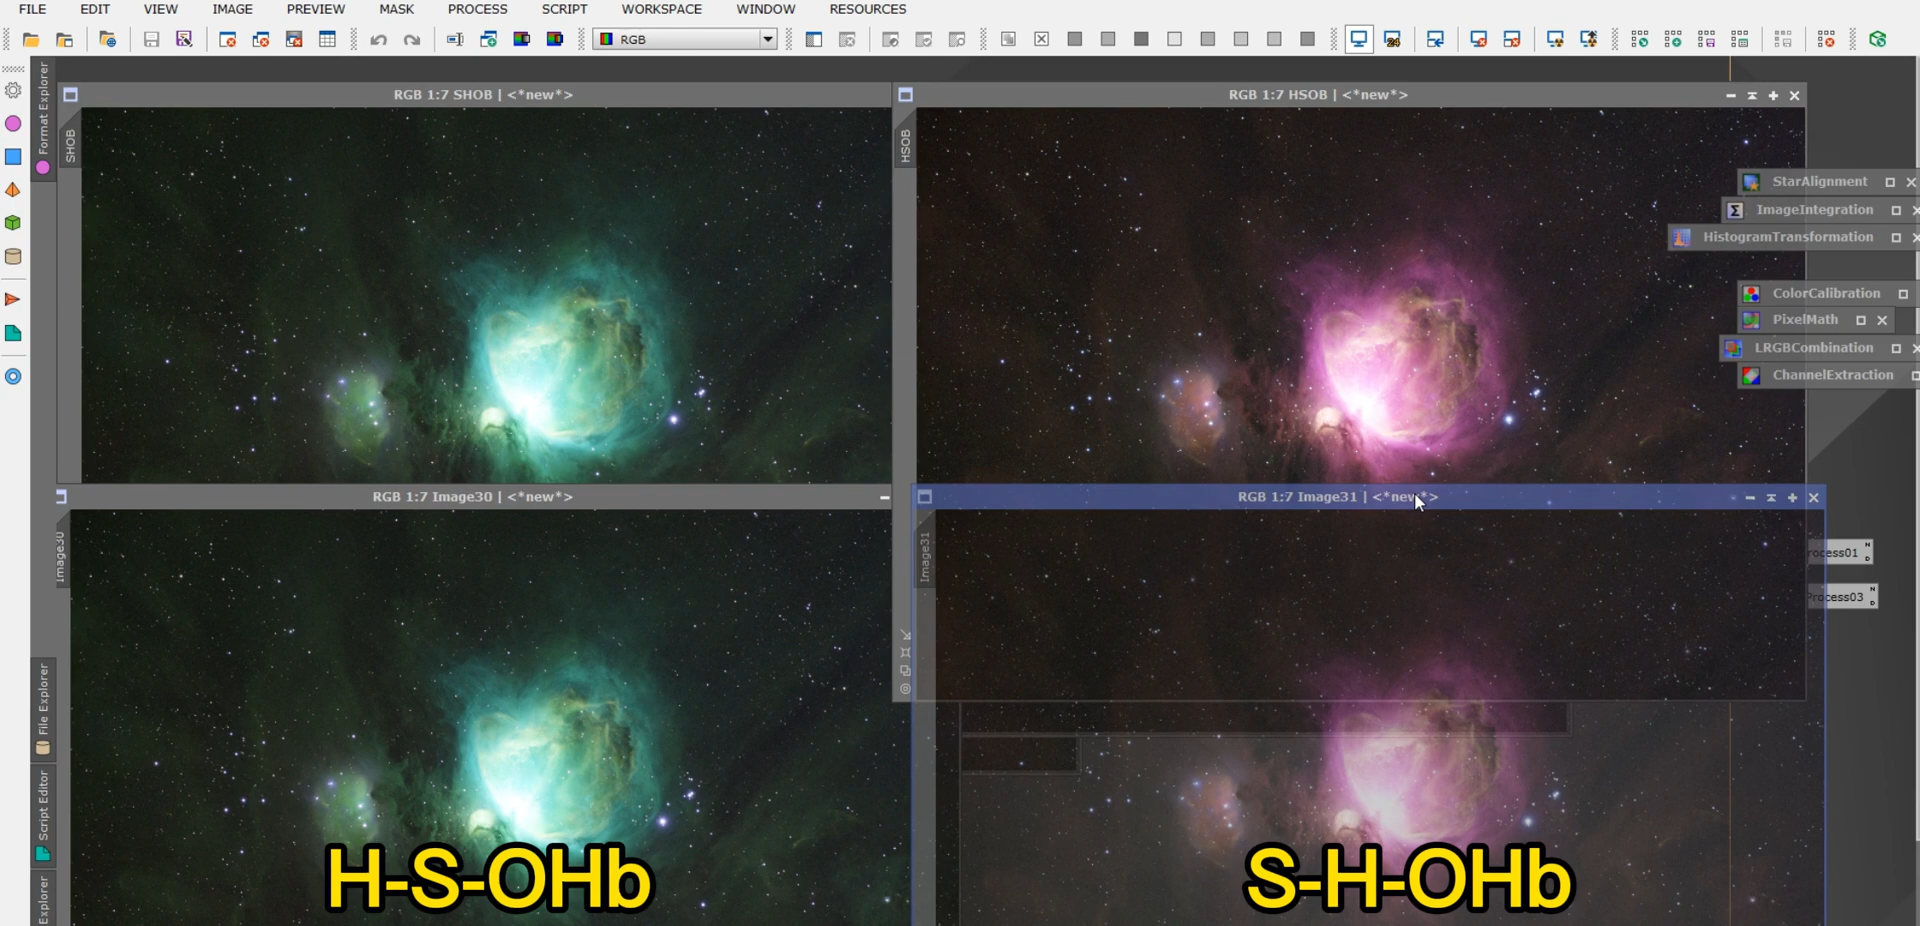 FILE EDIT VIEW IMAGE PREVIEW MASK PROCESS SCRIPT WORKSPACE WINDOW RESOURCES
RGB
24
Format Explorer
RGB 1:7 SHOB | <*new*>
SHOB
RGB 1:7 HSOB | <*new*>
HSOB
StarAlignment
ImageIntegration
HistogramTransformation
ColorCalibration
PixelMath
LRGBCombination
ChannelExtraction
RGB 1:7 Image30 | <*new*>
Image30
RGB 1:7 Image31 | <*new*>
Image31
rocess01
N
D
Process03
N
D
File Explorer
Script Editor
Explorer
H-S-OHb
S-H-OHb